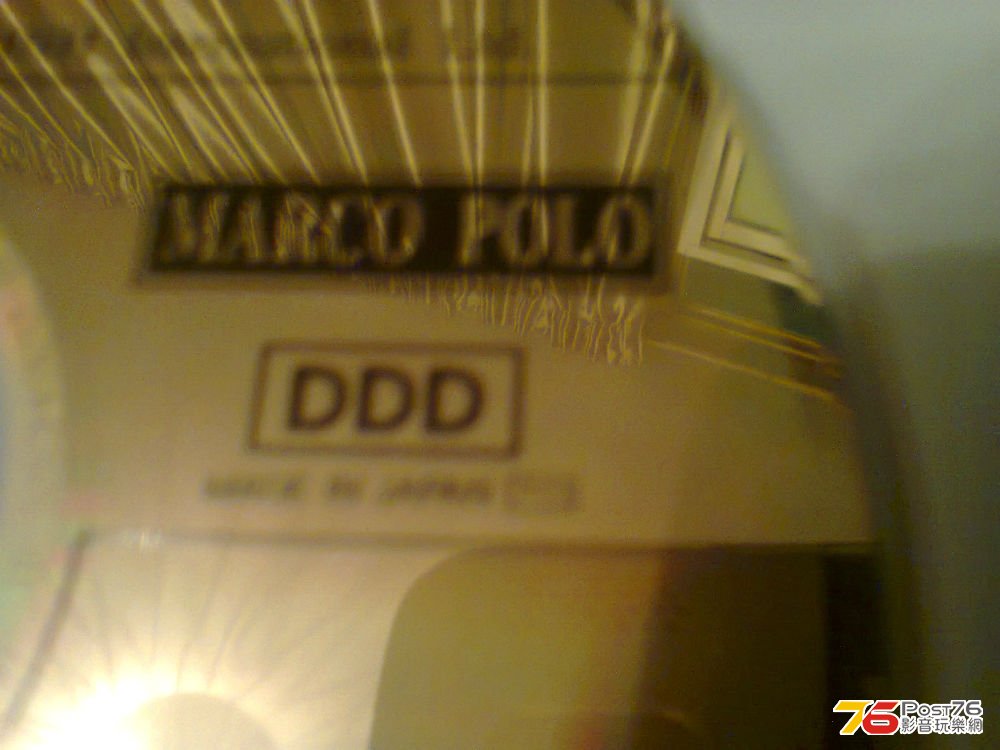 MARCO POLO
DDD
MADE IN JAPAN
76 Post76
影音玩樂網